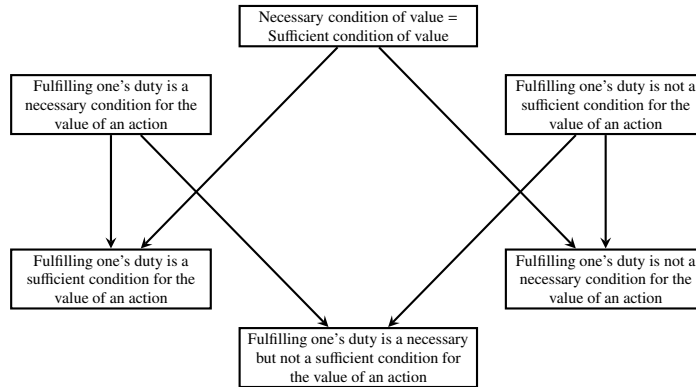 Necessary condition of value =
Sufficient condition of value
Fulfilling one's duty is a
necessary condition for the
value of an action
Fulfilling one's duty is not a
sufficient condition for the
value of an action
Fulfilling one's duty is a
sufficient condition for the
value of an action
Fulfilling one's duty is not a
necessary condition for the
value of an action
Fulfilling one's duty is a necessary
but not a sufficient condition for
the value of an action